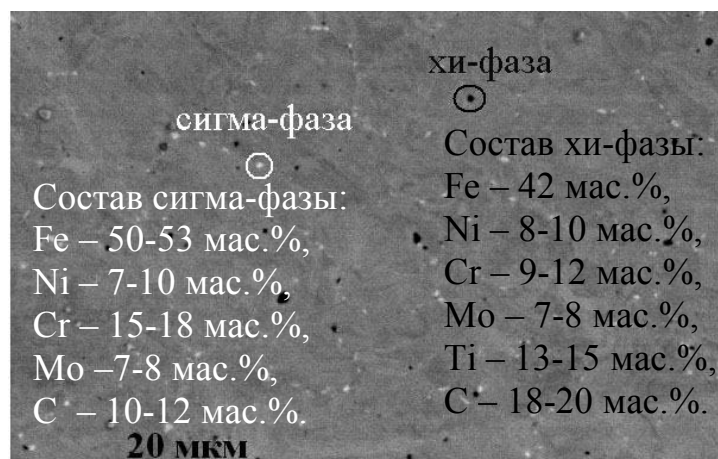 хи-фаза
сигма-фаза
Состав сигма-фазы:
Fe – 50-53 мас.%,
Ni – 7-10 мас.%,
Cr – 15-18 мас.%,
Mo –7-8 мас.%,
C – 10-12 мас.%.
20 мкм
Состав хи-фазы:
Fe – 42 мас.%,
Ni – 8-10 мас.%,
Cr – 9-12 мас.%,
Mo – 7-8 мас.%,
Ti – 13-15 мас.%,
C – 18-20 мас.%.